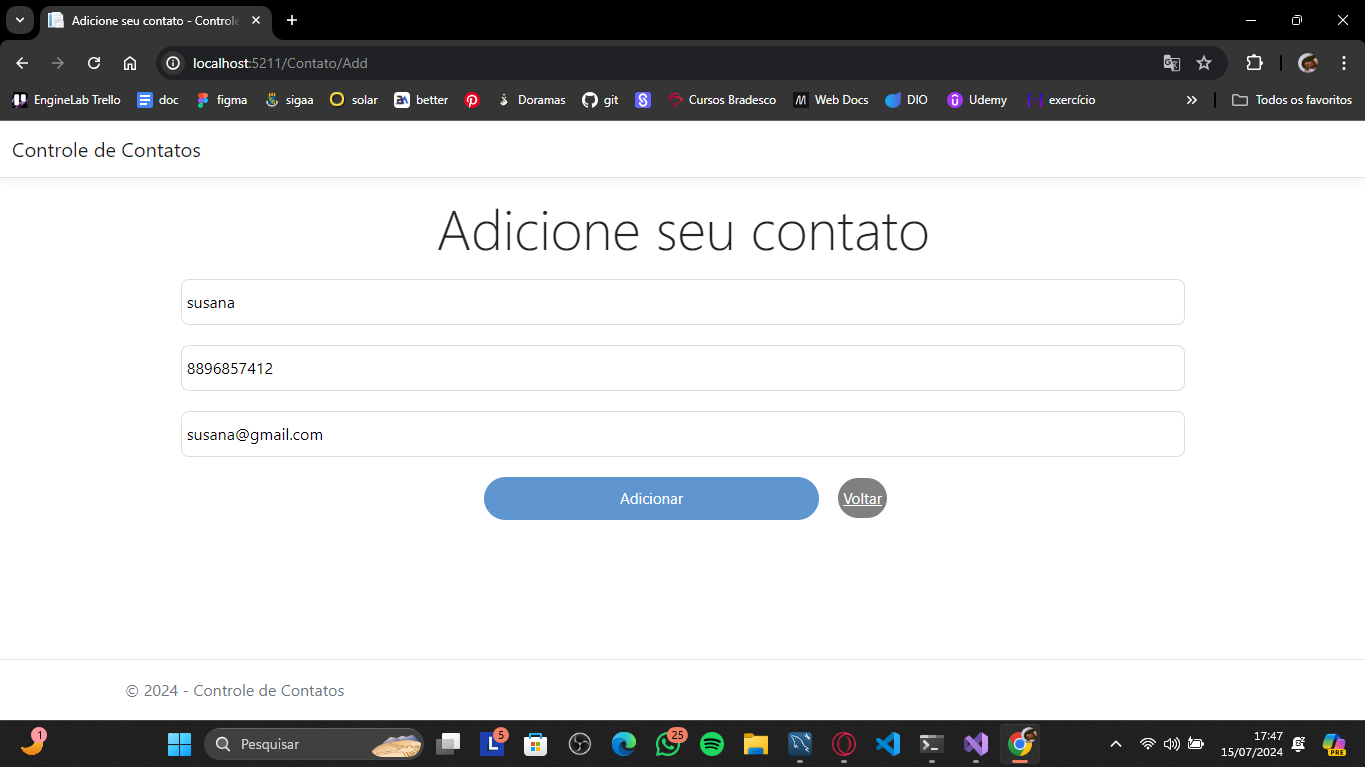 Adicione seu contato - Controle
localhost:5211/Contato/Add
EngineLab Trello doc figma sigaa solar better Doramas git Cursos Bradesco Web Docs DIO Udemy exercício Todos os favoritos
Controle de Contatos
Adicione seu contato
susana
8896857412
susana@gmail.com
Adicionar Voltar
© 2024 - Controle de Contatos
1 Pesquisar 5 25 PRE
17:47
15/07/2024